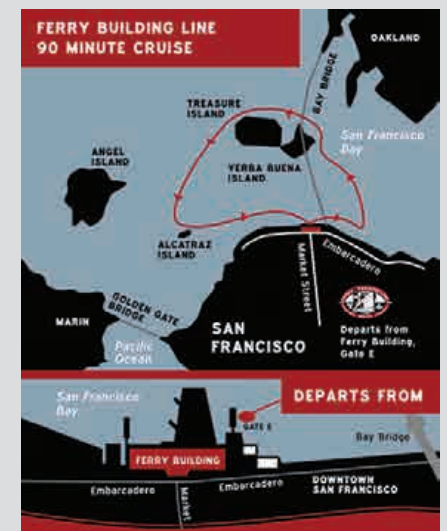 FERRY BUILDING LINE
90 MINUTE CRUISE
OAKLAND
BAY BRIDGE
TREASURE
ISLAND
San Francisco
Bay
ANGEL
ISLAND
YERBA BUENA
ISLAND
ALCATRAZ
ISLAND
Embarcadero
Market Street
GOLDEN GATE
BRIDGE
MARIN
SAN
FRANCISCO
Departs from
Ferry Building,
Gate E
Pacific
Ocean
San Francisco
Bay
DEPARTS FROM
GATE E
Bay Bridge
FERRY BUILDING
Embarcadero
Embarcadero
DOWNTOWN
SAN FRANCISCO
Market